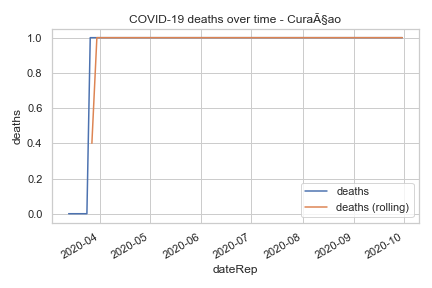 COVID-19 deaths over time - CuraÃ§ao
deaths
1.0
0.8
0.6
0.4
0.2
0.0
deaths
deaths (rolling)
2020-04
2020-05
2020-06
2020-07
2020-08
2020-09
2020-10
dateRep